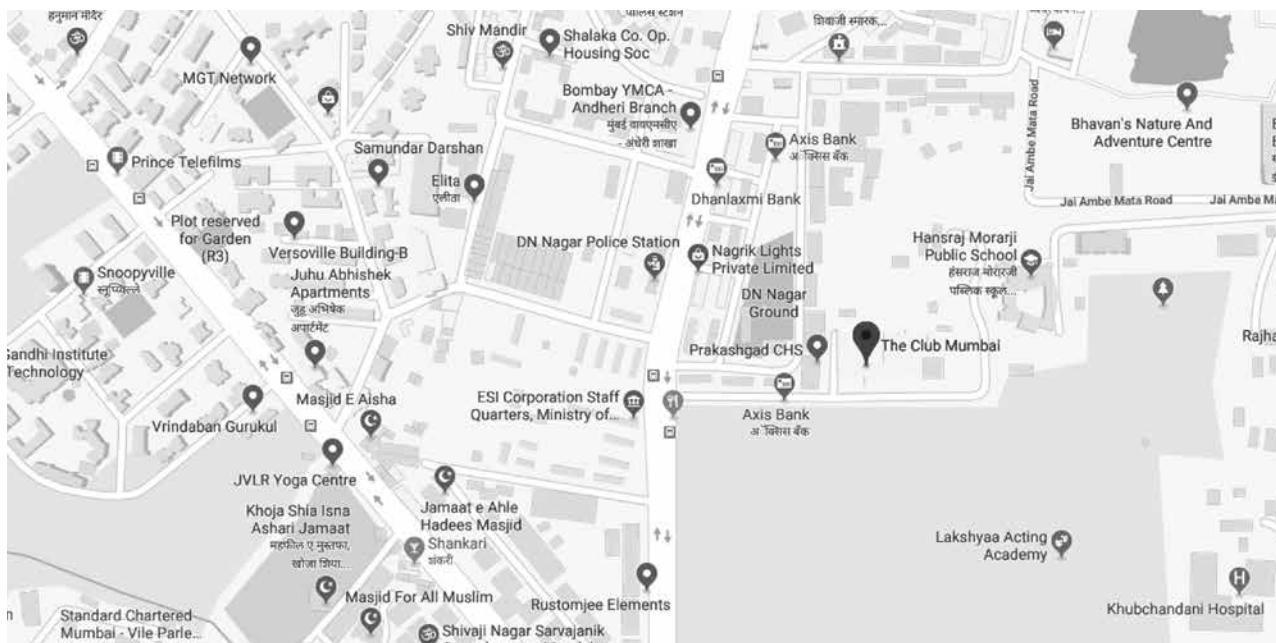 हनुमान मंदिर
MGT Network
Shiv Mandir
Shalaka Co. Op.
Housing Soc
Bombay YMCA -
Andheri Branch
मुंबई वायएमसीए
- अंधेरी शाखा
Axis Bank
अ‍ॅक्सिस बँक
Jai Ambe Mata Road
Bhavan's Nature And
Adventure Centre
Prince Telefilms
Samundar Darshan
Elita
एलीता
Dhanlaxmi Bank
Jai Ambe Mata Road
Plot reserved
for Garden
(R3)
Versoville Building-B
DN Nagar Police Station
Nagrik Lights
Private Limited
Hansraj Morarji
Public School
हंसराज मोरारजी
पब्लिक स्कूल...
Snoopyville
स्नूप्विल्ले
Juhu Abhishek
Apartments
जुहू अभिषेक
अपार्टमेंट
DN Nagar
Ground
Prakashgad CHS
The Club Mumbai
Gandhi Institute
Technology
Vrindaban Gurukul
Masjid E Aisha
ESI Corporation Staff
Quarters, Ministry of...
Axis Bank
अ‍ॅक्सिस बँक
JVLR Yoga Centre
Jamaat e Ahle
Hadees Masjid
Khoja Shia Isna
Ashari Jamaat
महफील ए मुस्तफा,
खोजा शिया...
Shankari
शंकरी
Lakshyaa Acting
Academy
Masjid For All Muslim
Rustomjee Elements
Khubchandani Hospital
Standard Chartered
Mumbai - Vile Parle...
Shivaji Nagar Sarvajanik